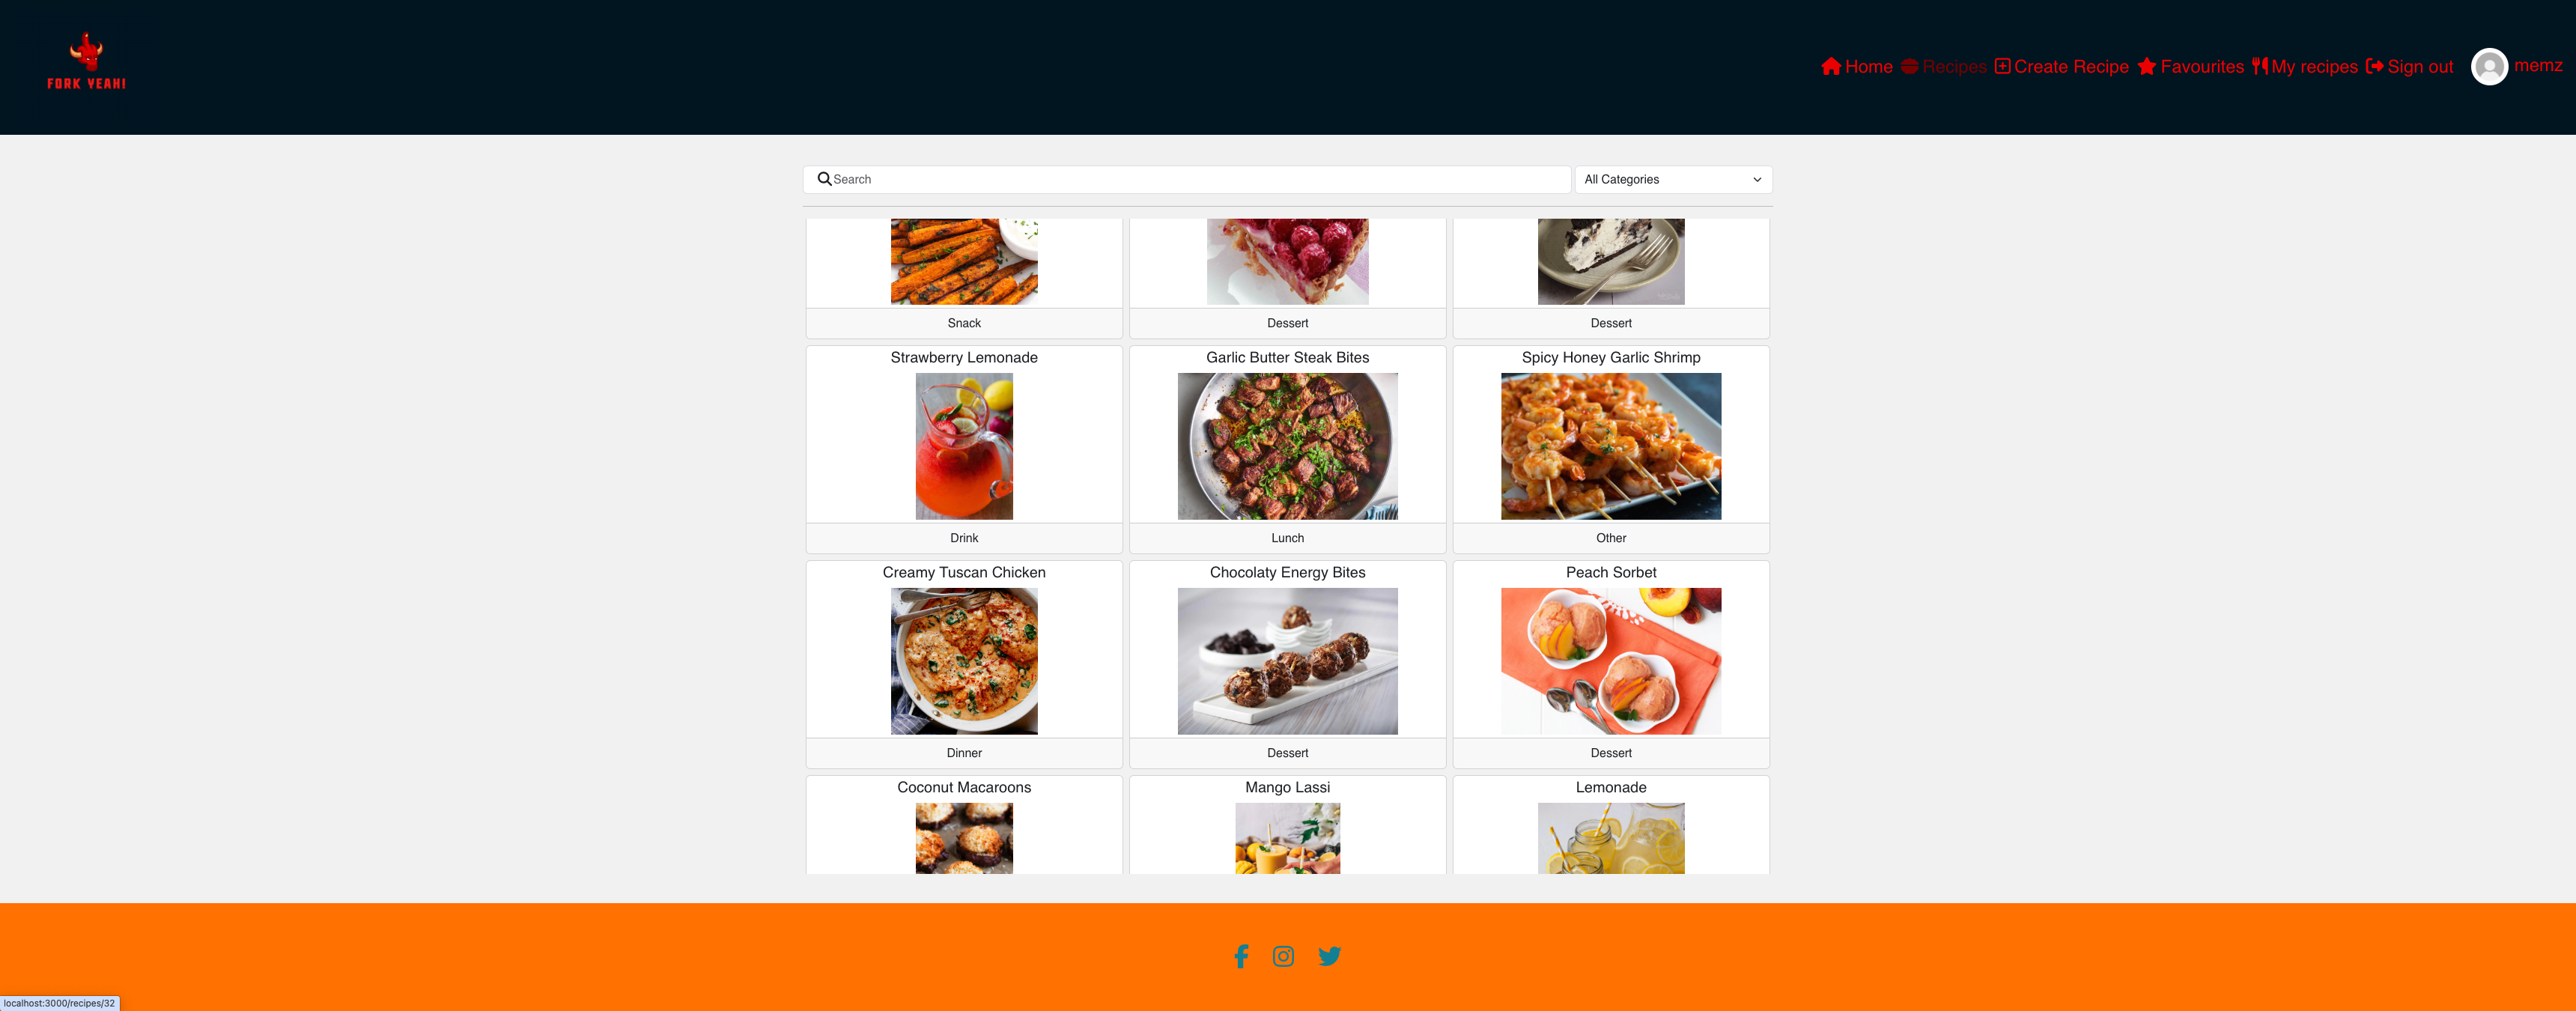 FORK YEAH!
Home Recipes Create Recipe Favourites My recipes Sign out memz
Search
All Categories
Snack
Dessert
Dessert
Strawberry Lemonade
Garlic Butter Steak Bites
Spicy Honey Garlic Shrimp
Drink
Lunch
Other
Creamy Tuscan Chicken
Chocolaty Energy Bites
Peach Sorbet
Dinner
Dessert
Dessert
Coconut Macaroons
Mango Lassi
Lemonade
localhost:3000/recipes/32